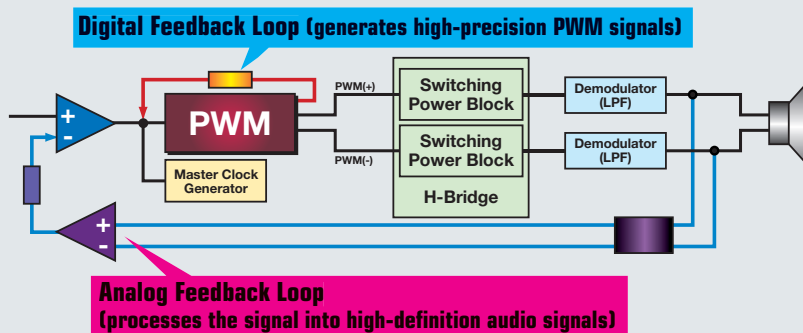 Digital Feedback Loop (generates high-precision PWM signals)
+
-
PWM
Master Clock
Generator
PWM(+)
PWM(-)
Switching
Power Block
Switching
Power Block
H-Bridge
Demodulator
(LPF)
Demodulator
(LPF)
+
-
Analog Feedback Loop
(processes the signal into high-definition audio signals)